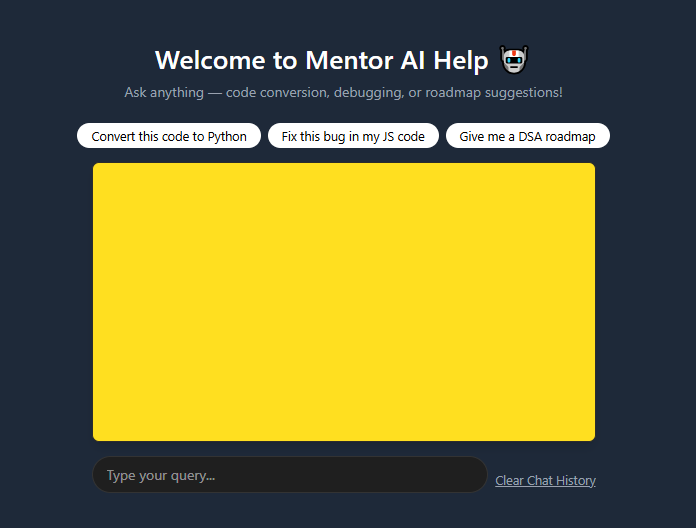 Welcome to Mentor AI Help
Ask anything — code conversion, debugging, or roadmap suggestions!
Convert this code to Python
Fix this bug in my JS code
Give me a DSA roadmap
Type your query...
Clear Chat History